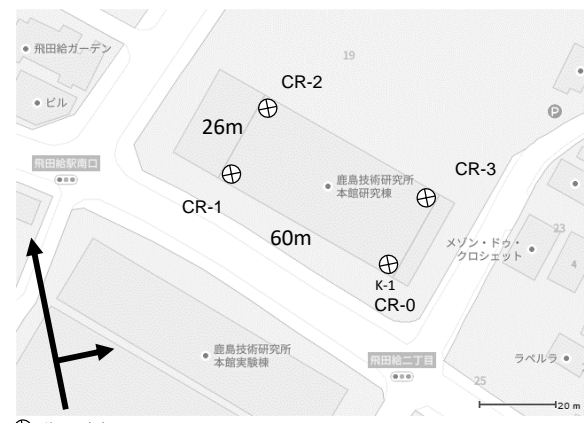 飛田給ガーデン
19
CR-2
ビル
26m
P
飛田給駅南口
鹿島技術研究所
本館研究棟
CR-3
CR-1
23
60m
メゾン・ドゥ・
クロシェット
4
K-1
CR-0
鹿島技術研究所
本館実験棟
飛田給二丁目
ラベルラ
25
20 m